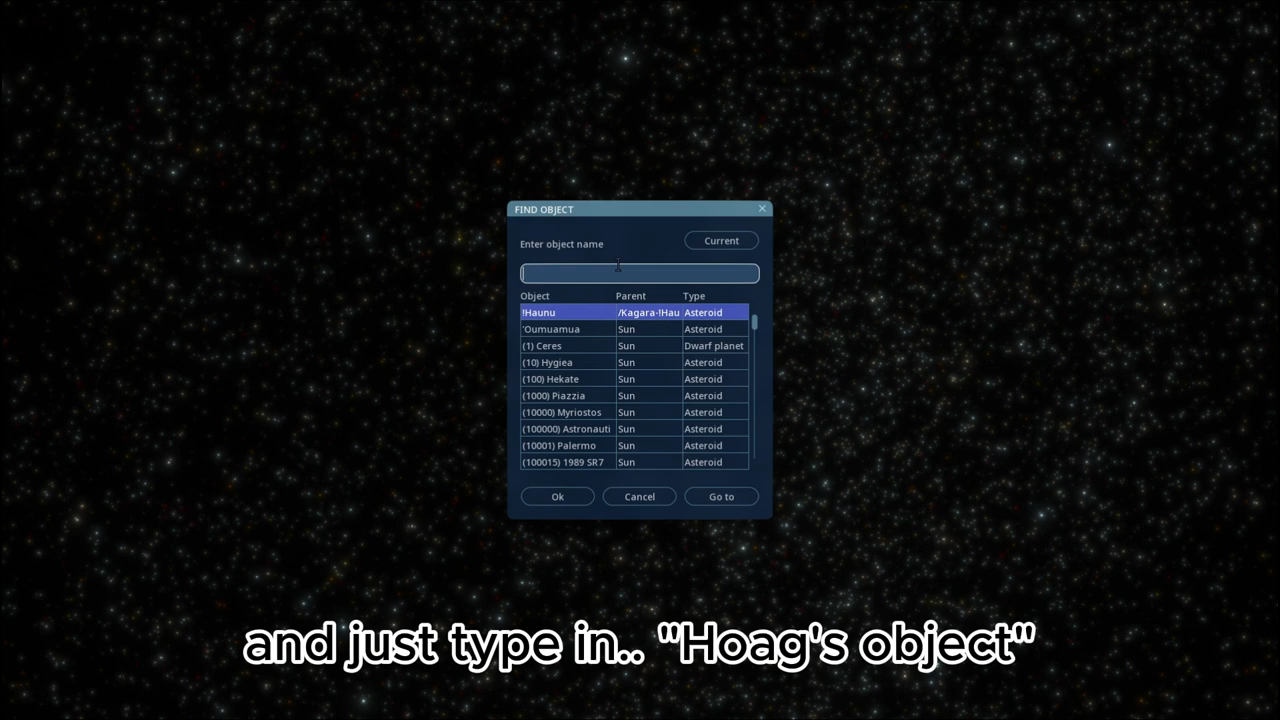 FIND OBJECT
Enter object name
Current
Object Parent Type
!Haunu /Kagara-!Hau Asteroid
'Oumuamua Sun Asteroid
(1) Ceres Sun Dwarf planet
(10) Hygiea Sun Asteroid
(100) Hekate Sun Asteroid
(1000) Piazzia Sun Asteroid
(10000) Myriostos Sun Asteroid
(100000) Astronauti Sun Asteroid
(10001) Palermo Sun Asteroid
(100015) 1989 SR7 Sun Asteroid
Ok Cancel Go to
and just type in.. "Hoag's object"